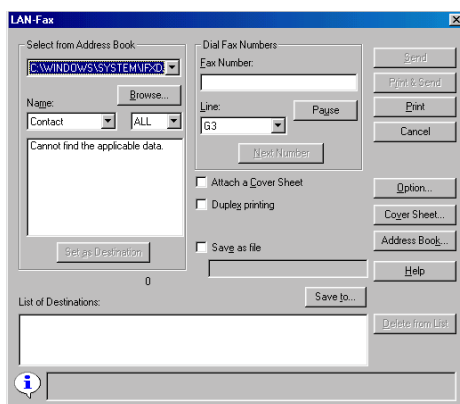 LAN-Fax
Select from Address Book
C:\WINDOWS\SYSTEM\IFXD
Browse...
Name:
Contact
ALL
Cannot find the applicable data.
Set as Destination
0
Dial Fax Numbers
Fax Number:
Line:
Pause
G3
Next Number
Attach a Cover Sheet
Duplex printing
Save as file
Save to...
Send
Print & Send
Print
Cancel
Option...
Cover Sheet...
Address Book...
Help
List of Destinations:
Delete from List